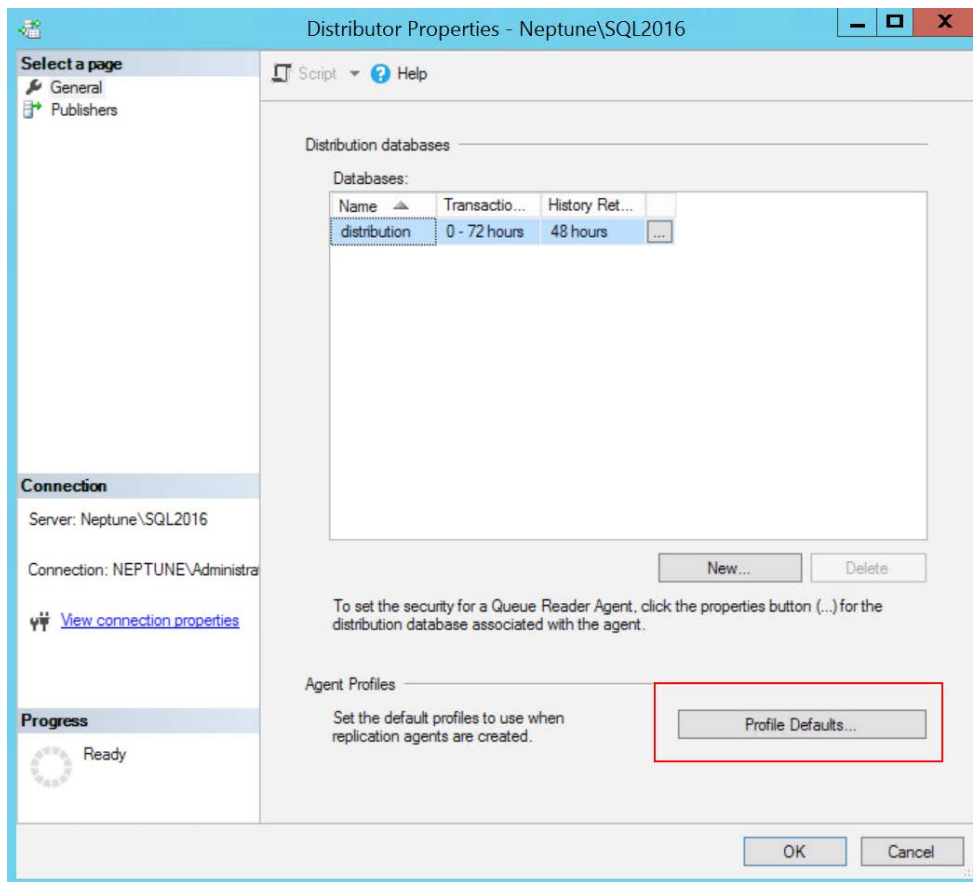 Distributor Properties - Neptune\SQL2016
Select a page
General
Publishers
Script
Help
Distribution databases
Databases:
Name
Transactio...
History Ret...
distribution
0 - 72 hours
48 hours
...
New...
Delete
To set the security for a Queue Reader Agent, click the properties button (...) for the
distribution database associated with the agent.
Agent Profiles
Set the default profiles to use when
replication agents are created.
Profile Defaults...
Connection
Server: Neptune\SQL2016
Connection: NEPTUNE\Administra
View connection properties
Progress
Ready
OK
Cancel